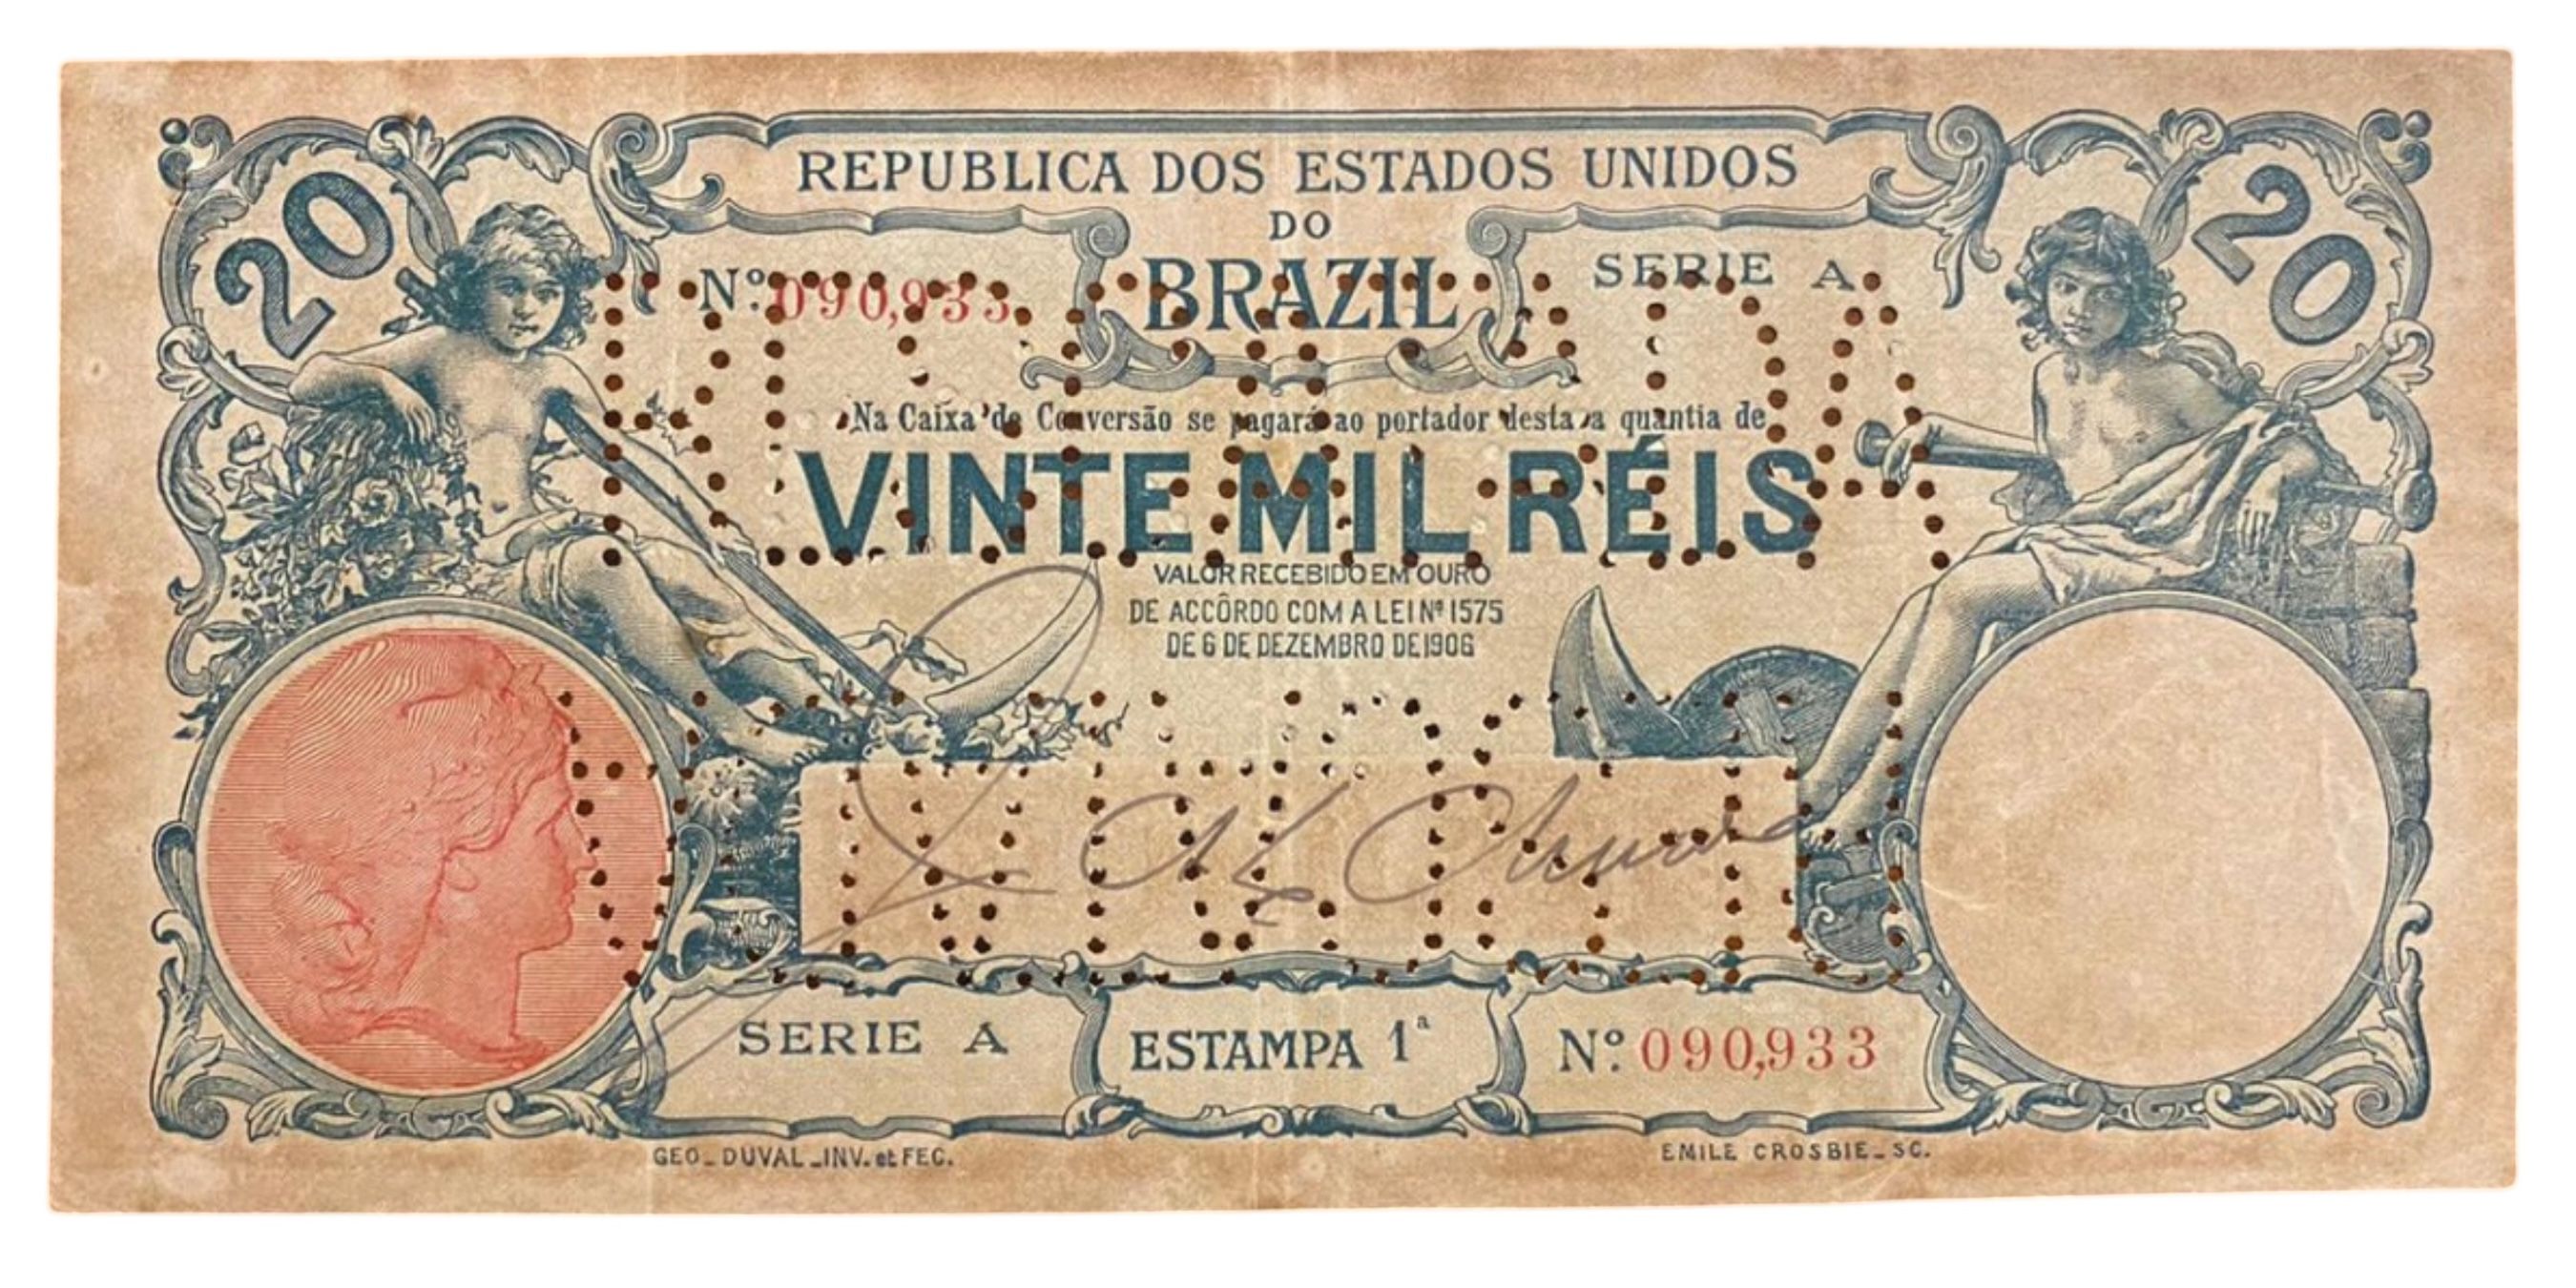 20
REPUBLICA DOS ESTADOS UNIDOS
20
DO
BRAZIL
Nº 090,933
SERIE A
Na Caixa de Conversão se pagará ao portador desta a quantia de
VINTE MIL RÉIS
VALOR RECEBIDO EM OURO
DE ACCÔRDO COM A LEI Nº 1575
DE 6 DE DEZEMBRO DE 1906
SERIE A
ESTAMPA 1ª
Nº 090,933
GEO_DUVAL_INV. et FEC.
EMILE CROSBIE_SC.